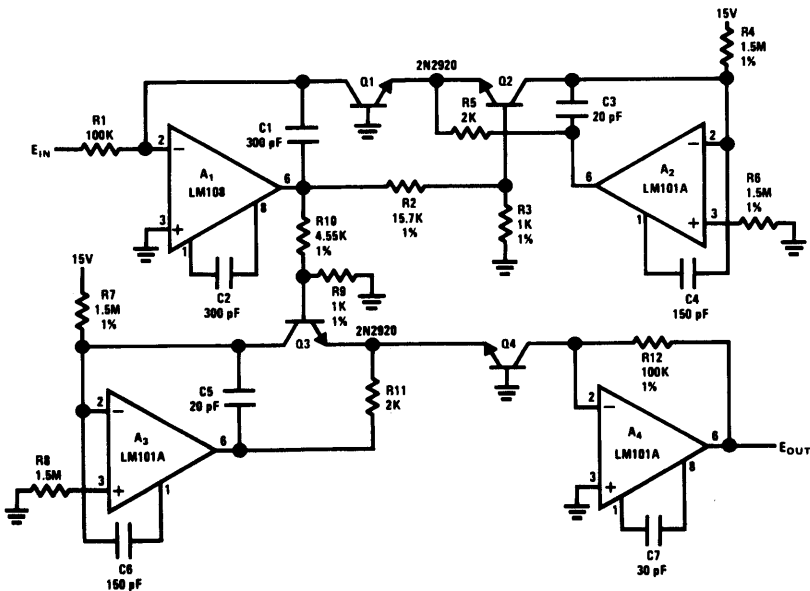 15V
R4
1.5M
1%
2N2920
Q1
Q2
R5
2K
C3
20 pF
R1
100K
E_IN
2
−
A1
LM108
3
+
6
8
1
C1
300 pF
C2
300 pF
R2
15.7K
1%
R3
1K
1%
6
A2
LM101A
2
−
+
3
1
R6
1.5M
1%
C4
150 pF
R10
4.55K
1%
R9
1K
1%
15V
R7
1.5M
1%
Q3
2N2920
Q4
C5
20 pF
R11
2K
R12
100K
1%
2
−
A3
LM101A
6
3
+
1
R8
1.5M
C6
150 pF
2
−
A4
LM101A
6
8
3
+
1
E_OUT
C7
30 pF